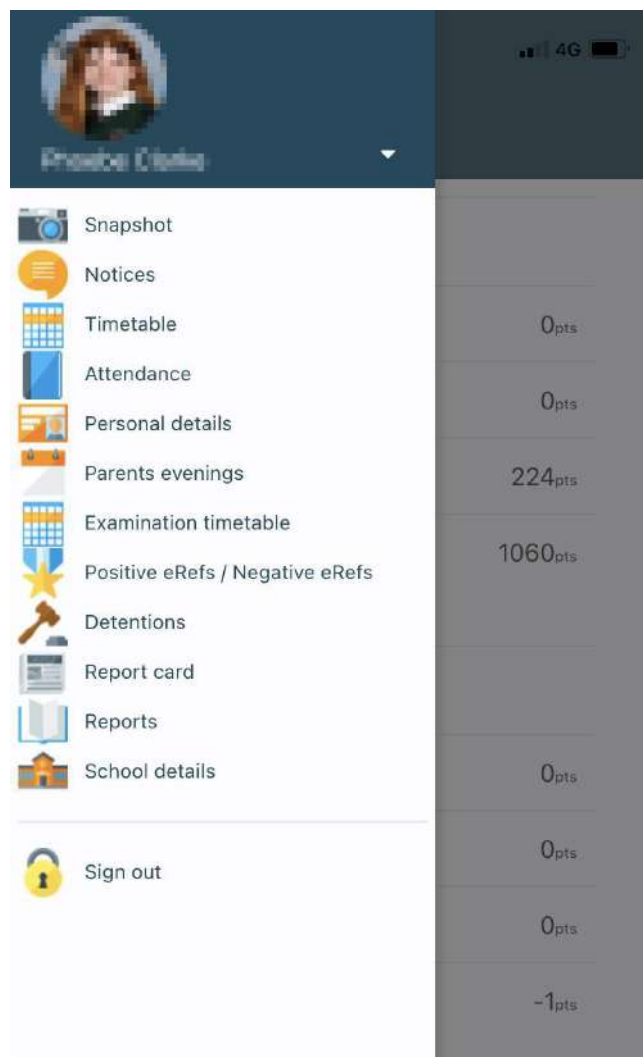 4G
Snapshot
Notices
Timetable
0pts
Attendance
0pts
Personal details
Parents evenings
224pts
Examination timetable
1060pts
Positive eRefs / Negative eRefs
Detentions
Report card
Reports
School details
0pts
0pts
Sign out
0pts
-1pts